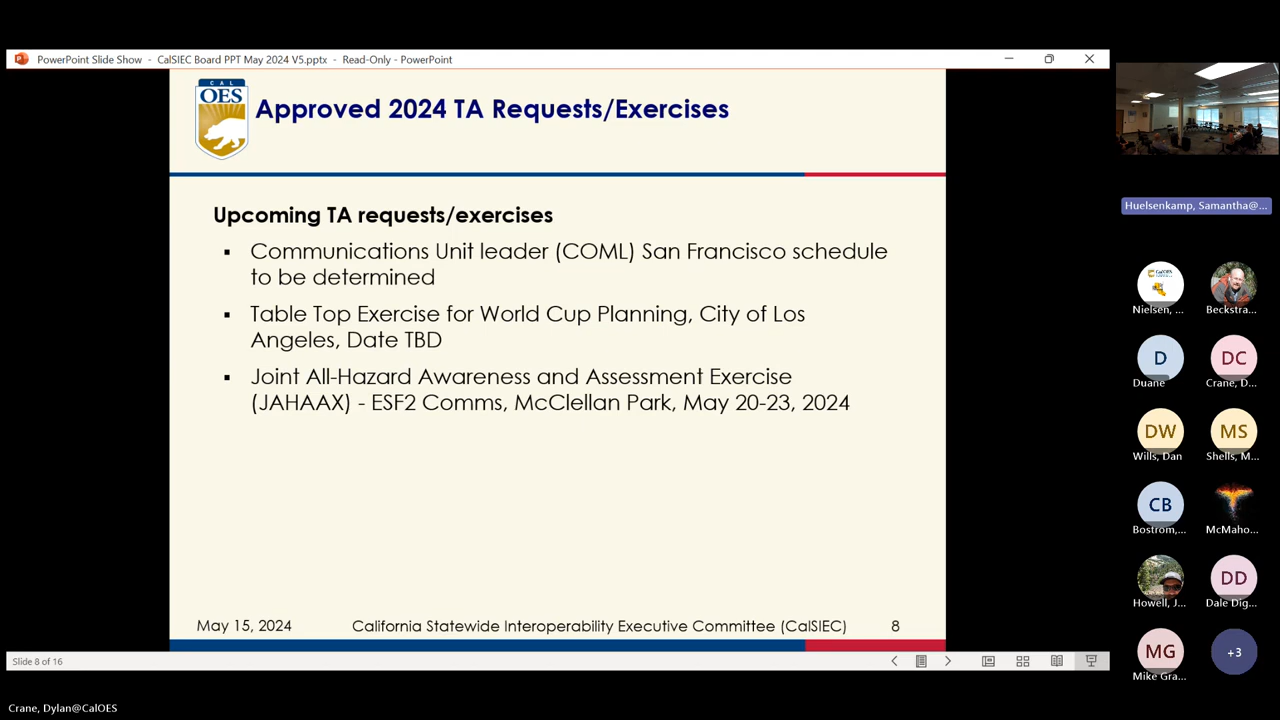 PowerPoint Slide Show - CalSIEC Board PPT May 2024 V5.pptx - Read-Only - PowerPoint
CAL
OES
Approved 2024 TA Requests/Exercises
Upcoming TA requests/exercises
▪ Communications Unit leader (COML) San Francisco schedule
to be determined
▪ Table Top Exercise for World Cup Planning, City of Los
Angeles, Date TBD
▪ Joint All-Hazard Awareness and Assessment Exercise
(JAHAAX) - ESF2 Comms, McClellan Park, May 20-23, 2024
May 15, 2024
California Statewide Interoperability Executive Committee (CalSIEC)
8
Slide 8 of 16
Crane, Dylan@CalOES
Huelsenkamp, Samantha@...
Nielsen, ...
Beckstra...
D
Duane
DC
Crane, D...
DW
Wills, Dan
MS
Shells, M...
CB
Bostrom,...
McMaho...
Howell, J...
DD
Dale Dig...
MG
Mike Gra...
+3